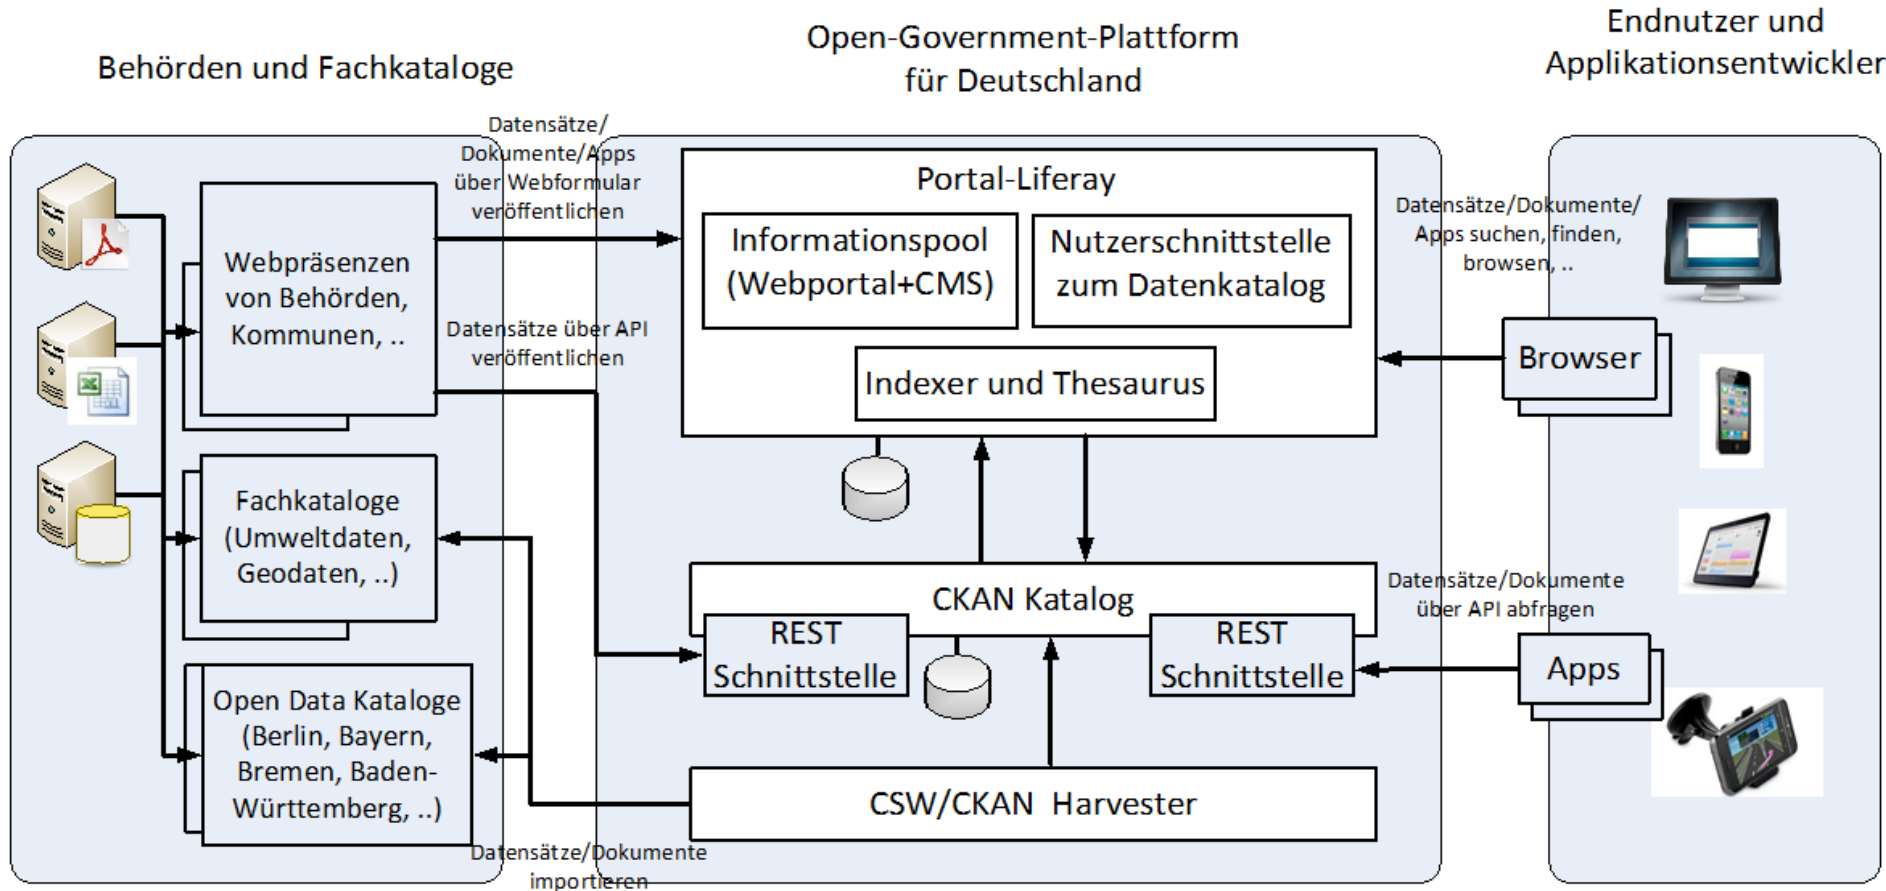 Behörden und Fachkataloge
Open-Government-Plattform
für Deutschland
Endnutzer und
Applikationsentwickler
Datensätze/
Dokumente/Apps
über Webformular
veröffentlichen
Webpräsenzen
von Behörden,
Kommunen, ..
Datensätze über API
veröffentlichen
Fachkataloge
(Umweltdaten,
Geodaten, ..)
Open Data Kataloge
(Berlin, Bayern,
Bremen, Baden-
Württemberg, ..)
Datensätze/Dokumente
importieren
Portal-Liferay
Informationspool
(Webportal+CMS)
Nutzerschnittstelle
zum Datenkatalog
Indexer und Thesaurus
CKAN Katalog
REST
Schnittstelle
REST
Schnittstelle
CSW/CKAN Harvester
Datensätze/Dokumente/
Apps suchen, finden,
browsen, ..
Browser
Datensätze/Dokumente
über API abfragen
Apps